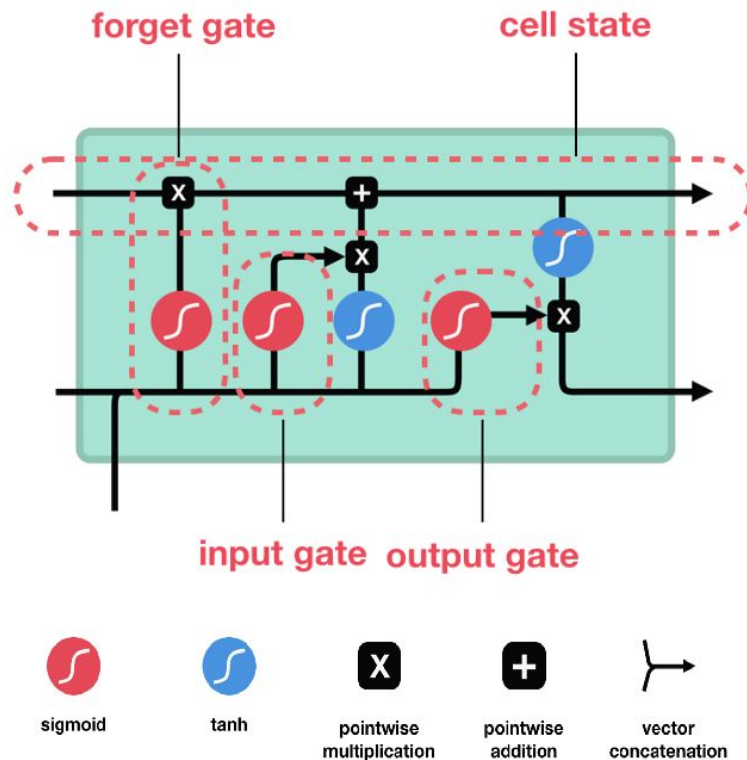 forget gate
cell state
X
+
X
X
input gate
output gate
X
+
sigmoid
tanh
pointwise
multiplication
pointwise
addition
vector
concatenation